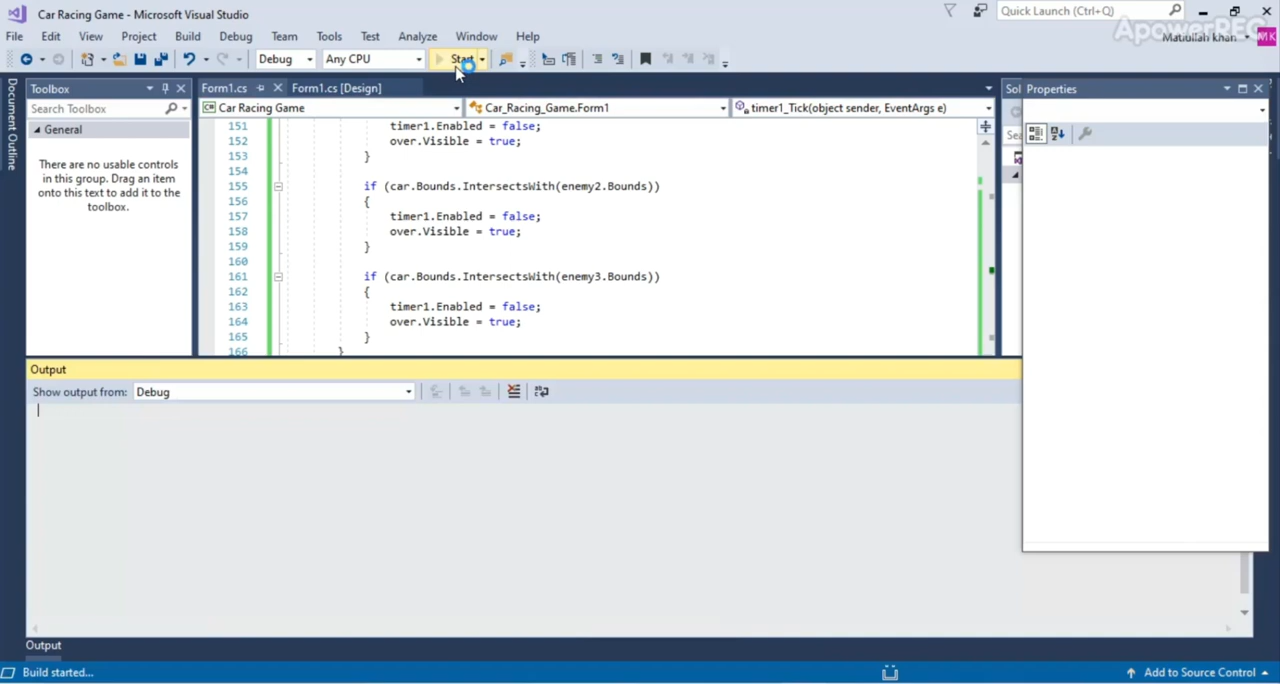 Car Racing Game - Microsoft Visual Studio
Quick Launch (Ctrl+Q)
ApowerREC
File Edit View Project Build Debug Team Tools Test Analyze Window Help
Matiullah khan
MK
Debug Any CPU Start
Document Outline
Toolbox
Search Toolbox
General
There are no usable controls
in this group. Drag an item
onto this text to add it to the
toolbox.
Form1.cs Form1.cs [Design]
Car Racing Game Car_Racing_Game.Form1 timer1_Tick(object sender, EventArgs e)
151 timer1.Enabled = false;
152 over.Visible = true;
153 }
154
155 if (car.Bounds.IntersectsWith(enemy2.Bounds))
156 {
157 timer1.Enabled = false;
158 over.Visible = true;
159 }
160
161 if (car.Bounds.IntersectsWith(enemy3.Bounds))
162 {
163 timer1.Enabled = false;
164 over.Visible = true;
165 }
166 }
Sol Properties
Sea
Output
Show output from: Debug
Output
Build started...
Add to Source Control